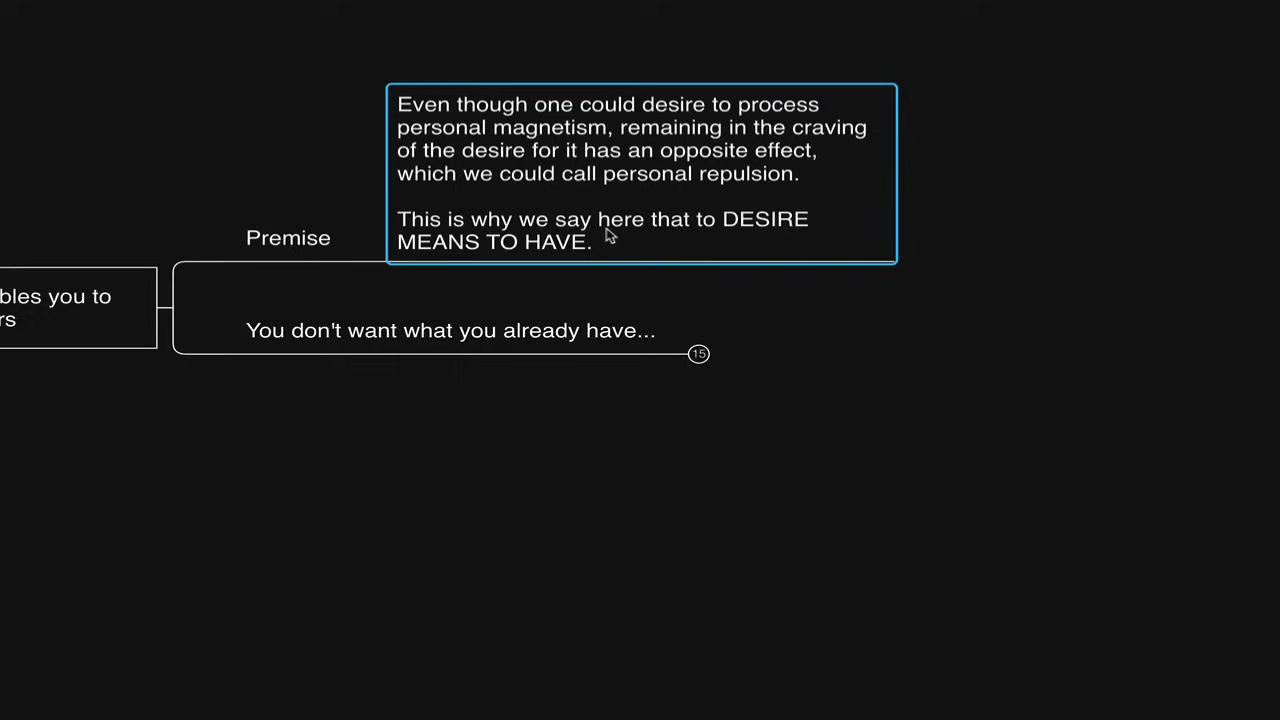 Even though one could desire to process
personal magnetism, remaining in the craving
of the desire for it has an opposite effect,
which we could call personal repulsion.
This is why we say here that to DESIRE
MEANS TO HAVE.
Premise
bles you to
rs
You don't want what you already have...
15